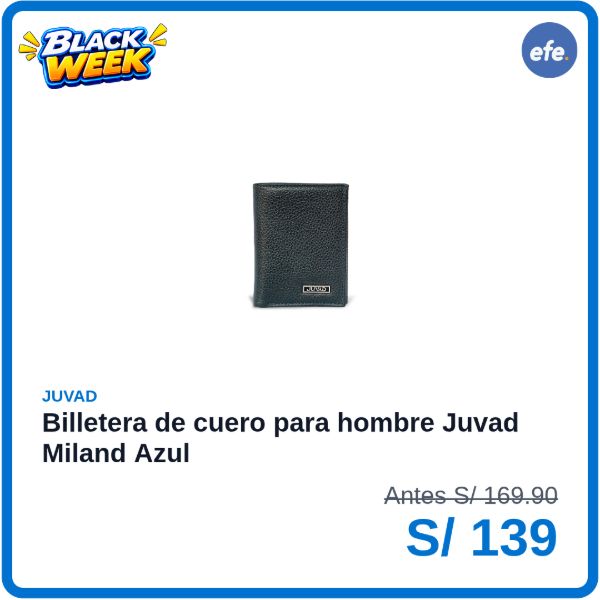 BLACK
WEEK
efe.
JUVAD
JUVAD
Billetera de cuero para hombre Juvad
Miland Azul
Antes S/ 169.90
S/ 139